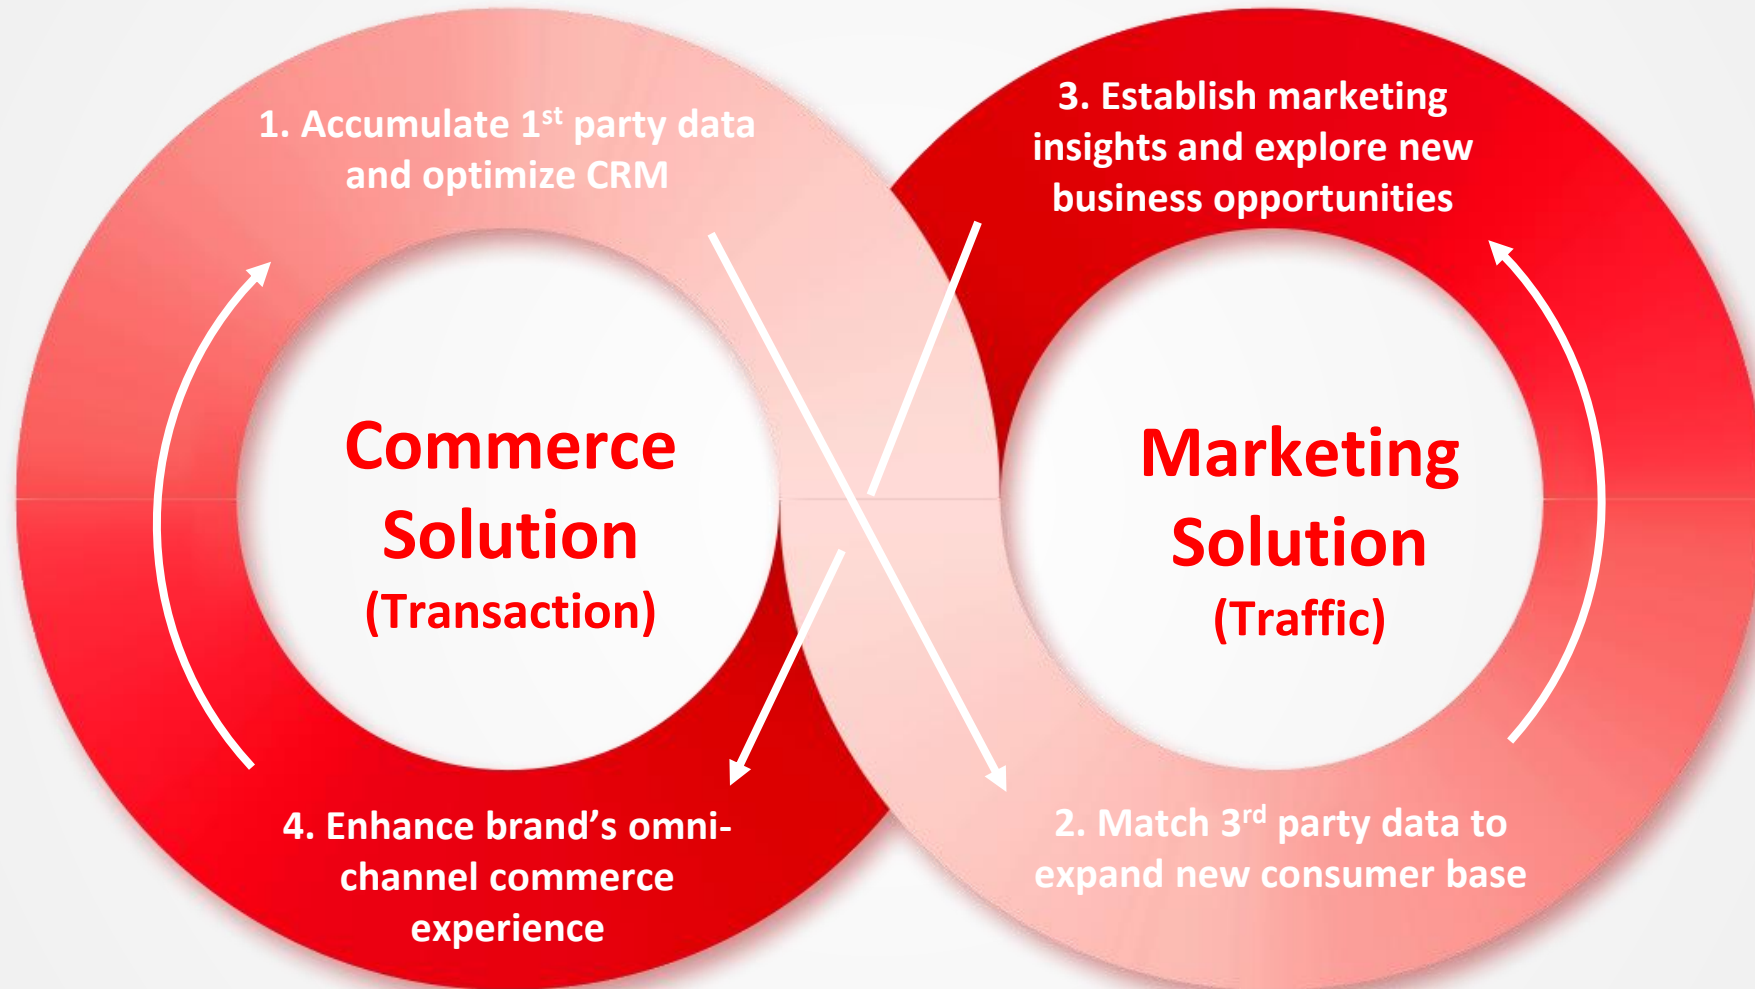 1. Accumulate 1st party data
and optimize CRM
3. Establish marketing
insights and explore new
business opportunities
Commerce
Solution
(Transaction)
Marketing
Solution
(Traffic)
4. Enhance brand’s omni-
channel commerce
experience
2. Match 3rd party data to
expand new consumer base